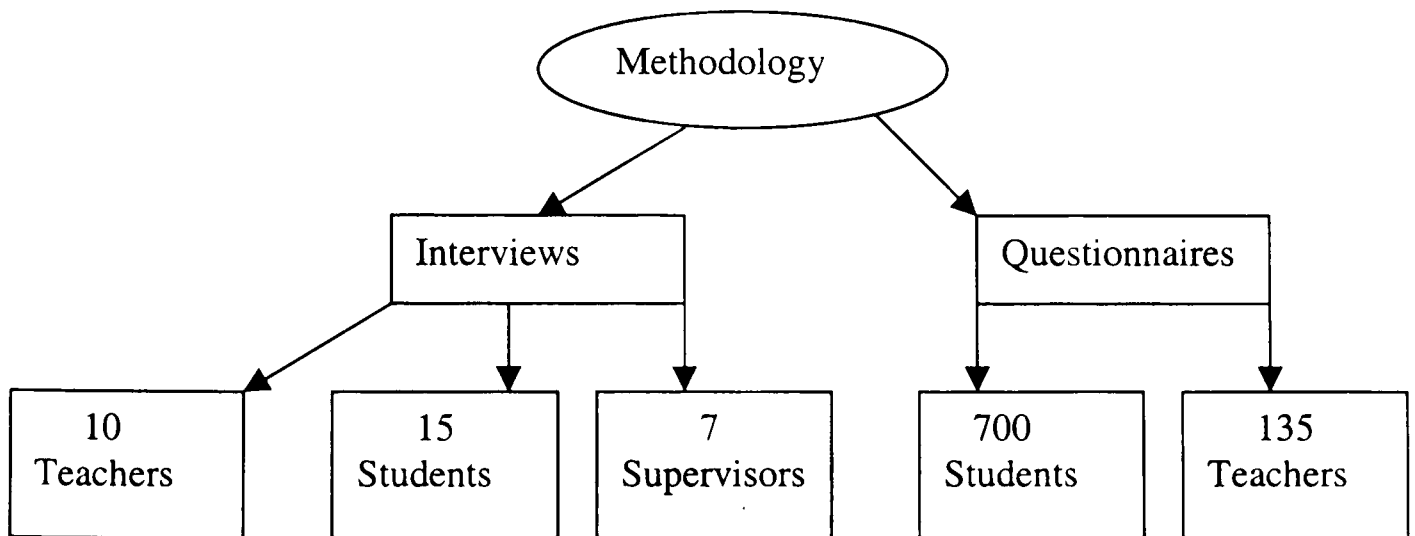 Methodology
Interviews
Questionnaires
10
Teachers
15
Students
7
Supervisors
700
Students
135
Teachers